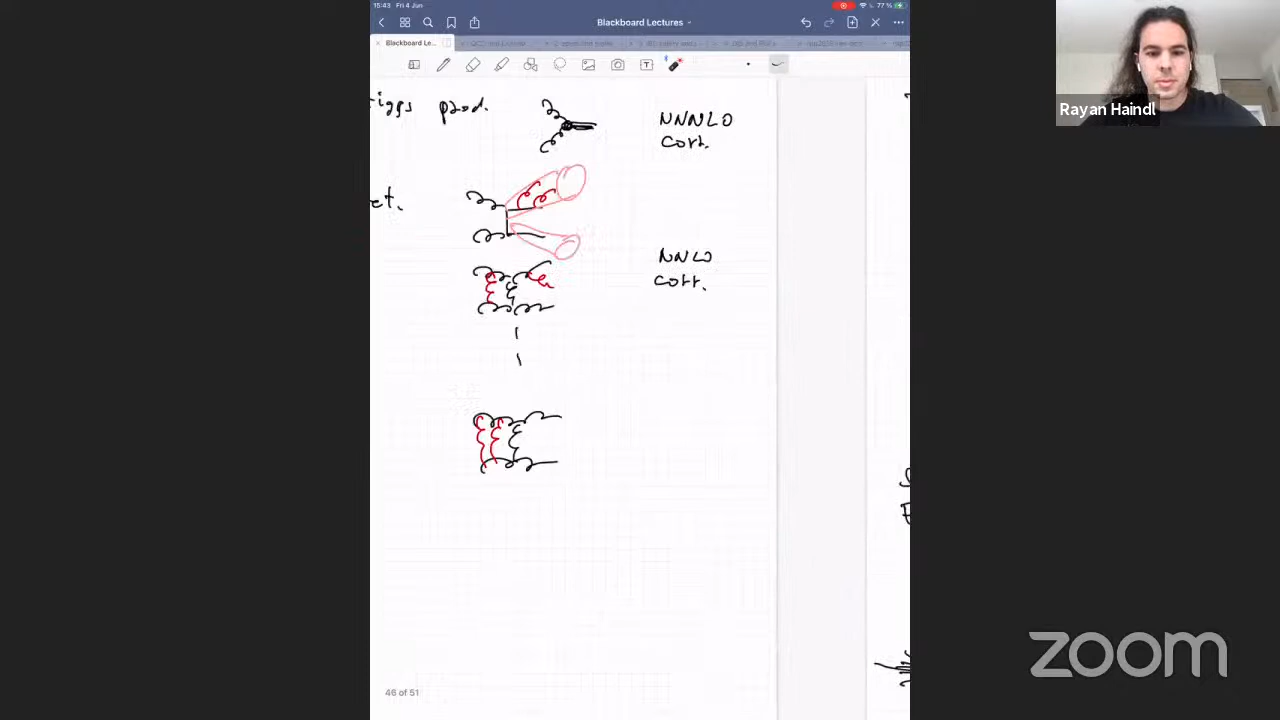 15:43 Fri 4 Jun
77 %
Blackboard Lectures
Blackboard Le...
Rayan Haindl
iggs prod.
NNNLO
corr.
et.
NNLO
corr.
46 of 51
zoom